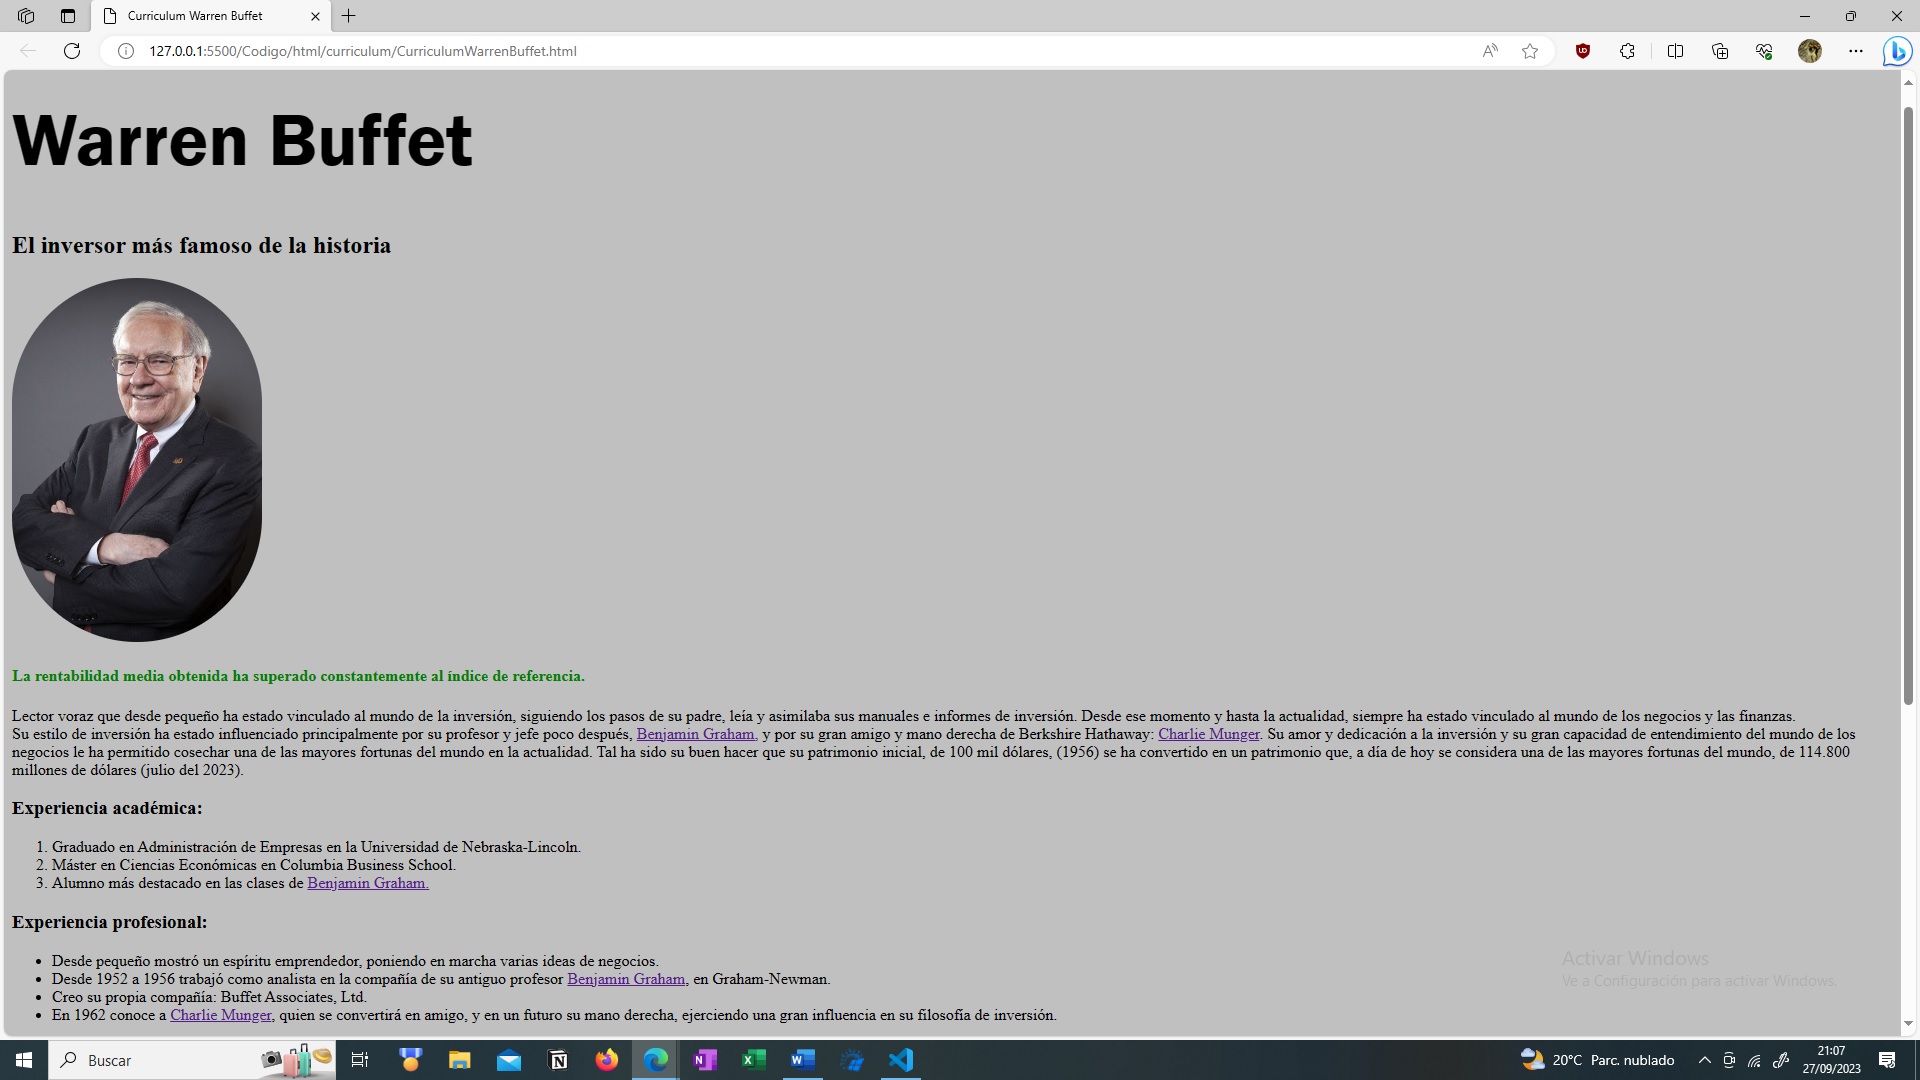 Curriculum Warren Buffet
127.0.0.1:5500/Codigo/html/curriculum/CurriculumWarrenBuffet.html
Warren Buffet
El inversor más famoso de la historia
La rentabilidad media obtenida ha superado constantemente al índice de referencia.
Lector voraz que desde pequeño ha estado vinculado al mundo de la inversión, siguiendo los pasos de su padre, leía y asimilaba sus manuales e informes de inversión. Desde ese momento y hasta la actualidad, siempre ha estado vinculado al mundo de los negocios y las finanzas.
Su estilo de inversión ha estado influenciado principalmente por su profesor y jefe poco después, Benjamin Graham, y por su gran amigo y mano derecha de Berkshire Hathaway: Charlie Munger. Su amor y dedicación a la inversión y su gran capacidad de entendimiento del mundo de los
negocios le ha permitido cosechar una de las mayores fortunas del mundo en la actualidad. Tal ha sido su buen hacer que su patrimonio inicial, de 100 mil dólares, (1956) se ha convertido en un patrimonio que, a día de hoy se considera una de las mayores fortunas del mundo, de 114.800
millones de dólares (julio del 2023).
Experiencia académica:
1. Graduado en Administración de Empresas en la Universidad de Nebraska-Lincoln.
2. Máster en Ciencias Económicas en Columbia Business School.
3. Alumno más destacado en las clases de Benjamin Graham.
Experiencia profesional:
• Desde pequeño mostró un espíritu emprendedor, poniendo en marcha varias ideas de negocios.
• Desde 1952 a 1956 trabajó como analista en la compañía de su antiguo profesor Benjamin Graham, en Graham-Newman.
• Creo su propia compañía: Buffet Associates, Ltd.
• En 1962 conoce a Charlie Munger, quien se convertirá en amigo, y en un futuro su mano derecha, ejerciendo una gran influencia en su filosofía de inversión.
Activar Windows
Ve a Configuración para activar Windows.
Buscar
20°C Parc. nublado
21:07
27/09/2023